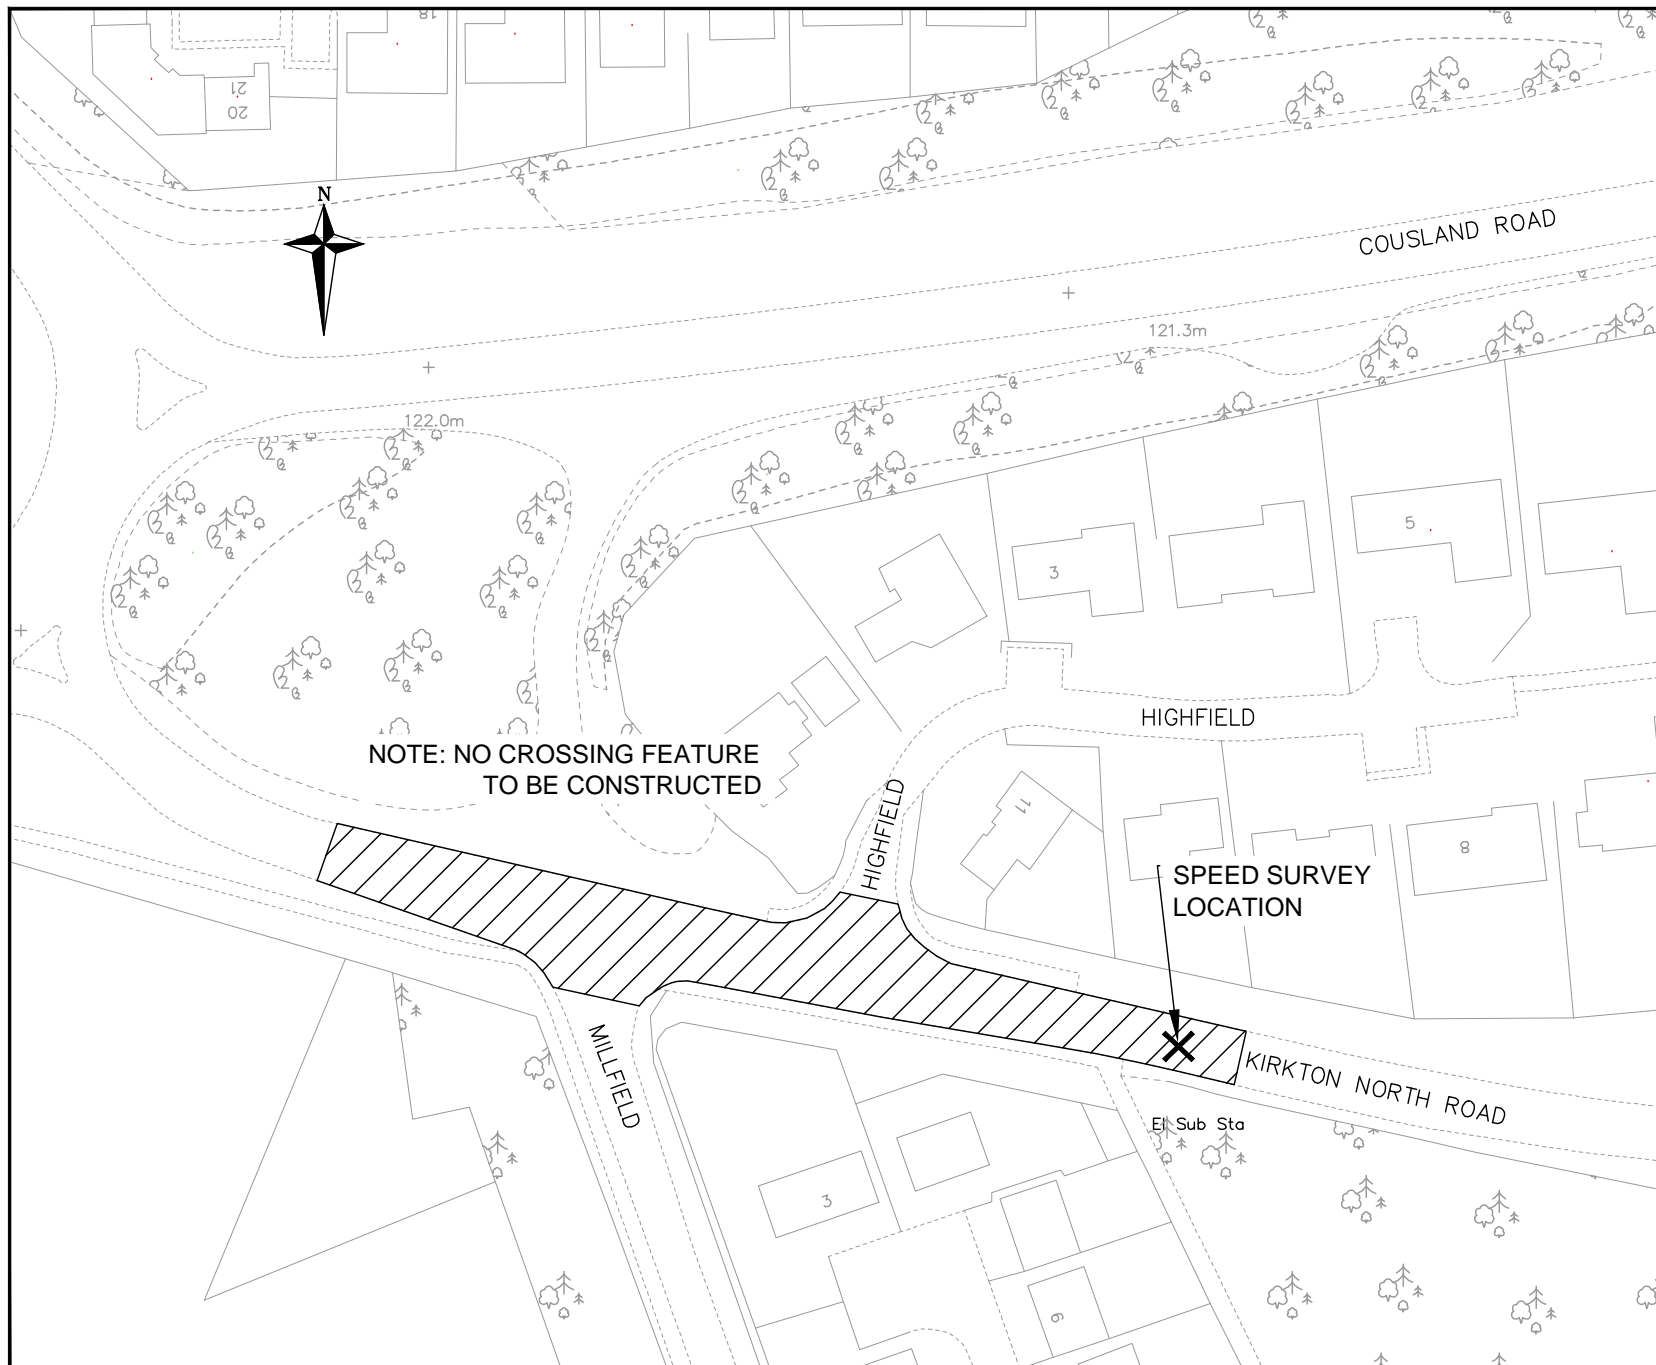 18
21
20
N
COUSLAND ROAD
121.3m
122.0m
5
3
HIGHFIELD
NOTE: NO CROSSING FEATURE
TO BE CONSTRUCTED
HIGHFIELD
11
8
SPEED SURVEY
LOCATION
MILLFIELD
KIRKTON NORTH ROAD
El Sub Sta
3
6